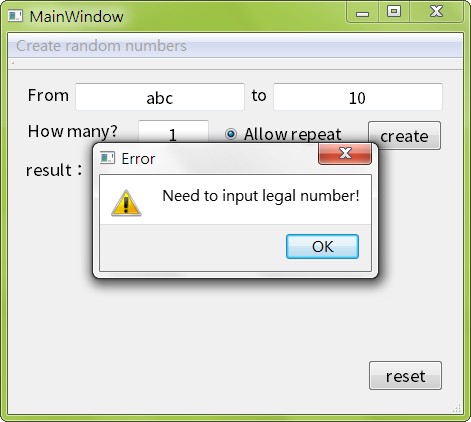 MainWindow
Create random numbers
From abc to 10
How many? 1 Allow repeat create
result：
Error
Need to input legal number!
OK
reset